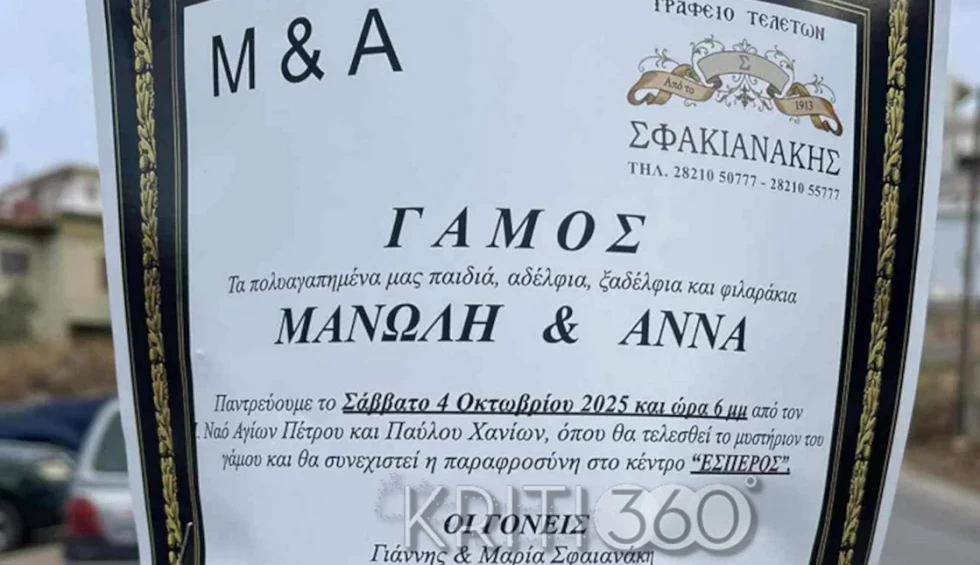 M & A
ΓΡΑΦΕΙΟ ΤΕΛΕΤΩΝ
Σ
Από το 1913
ΣΦΑΚΙΑΝΑΚΗΣ
ΤΗΛ. 28210 50777 - 28210 55777
ΓΑΜΟΣ
Τα πολυαγαπημένα μας παιδιά, αδέλφια, ξαδέλφια και φιλαράκια
ΜΑΝΩΛΗ & ΑΝΝΑ
Παντρεύουμε το Σάββατο 4 Οκτωβρίου 2025 και ώρα 6 μμ από τον
Ι. Ναό Αγίων Πέτρου και Παύλου Χανίων, όπου θα τελεσθεί το μυστήριον του
γάμου και θα συνεχιστεί η παραφροσύνη στο κέντρο “ΕΣΠΕΡΟΣ”.
KRITI360°
ΟΙ ΓΟΝΕΙΣ
Γιάννης & Μαρία Σφαιανάκη